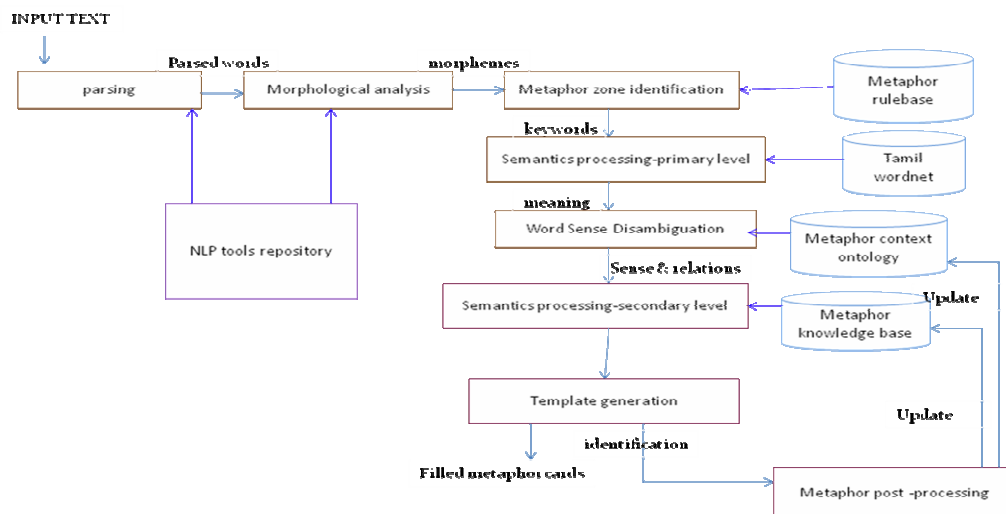 INPUT TEXT
Parsed words
morphemes
parsing
Morphological analysis
Metaphor zone identification
Metaphor
rulebase
keywords
Semantics processing-primary level
Tamil
wordnet
meaning
NLP tools repository
Word Sense Disambiguation
Metaphor context
ontology
Sense & relations
Semantics processing-secondary level
Update
Metaphor
knowledge base
Template generation
Update
identification
Filled metaphor cards
Metaphor post -processing